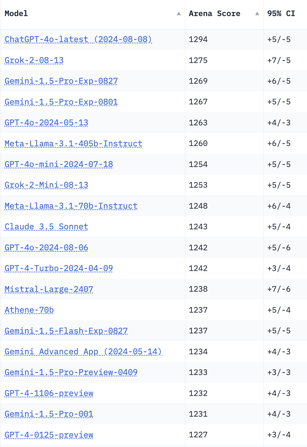 Model Arena Score 95% CI
ChatGPT-4o-latest (2024-08-08) 1294 +5/-5
Grok-2-08-13 1275 +7/-5
Gemini-1.5-Pro-Exp-0827 1269 +6/-5
Gemini-1.5-Pro-Exp-0801 1267 +5/-5
GPT-4o-2024-05-13 1263 +4/-3
Meta-Llama-3.1-405b-Instruct 1260 +6/-5
GPT-4o-mini-2024-07-18 1254 +5/-5
Grok-2-Mini-08-13 1253 +5/-5
Meta-Llama-3.1-70b-Instruct 1248 +6/-4
Claude 3.5 Sonnet 1243 +5/-4
GPT-4o-2024-08-06 1242 +5/-6
GPT-4-Turbo-2024-04-09 1242 +3/-4
Mistral-Large-2407 1238 +7/-6
Athene-70b 1237 +5/-4
Gemini-1.5-Flash-Exp-0827 1237 +5/-5
Gemini Advanced App (2024-05-14) 1234 +4/-3
Gemini-1.5-Pro-Preview-0409 1233 +3/-3
GPT-4-1106-preview 1232 +4/-3
Gemini-1.5-Pro-001 1231 +4/-3
GPT-4-0125-preview 1227 +3/-4